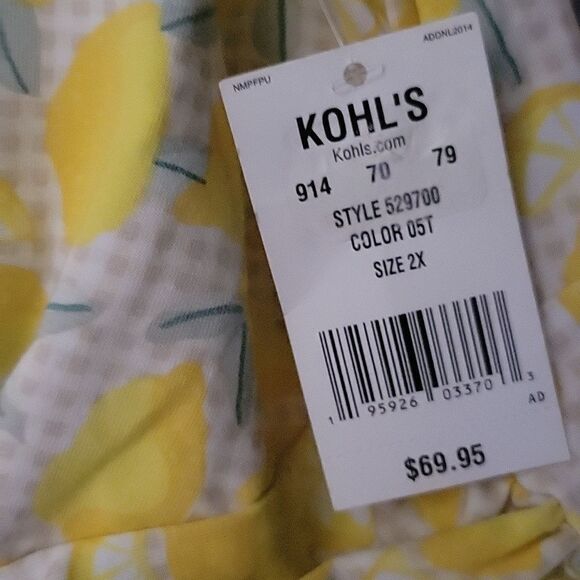 NMPFPU ADDNL2014
KOHL'S
Kohls.com
914 70 79
STYLE 529700
COLOR 05T
SIZE 2X
1 95926 03370 3
AD
$69.95